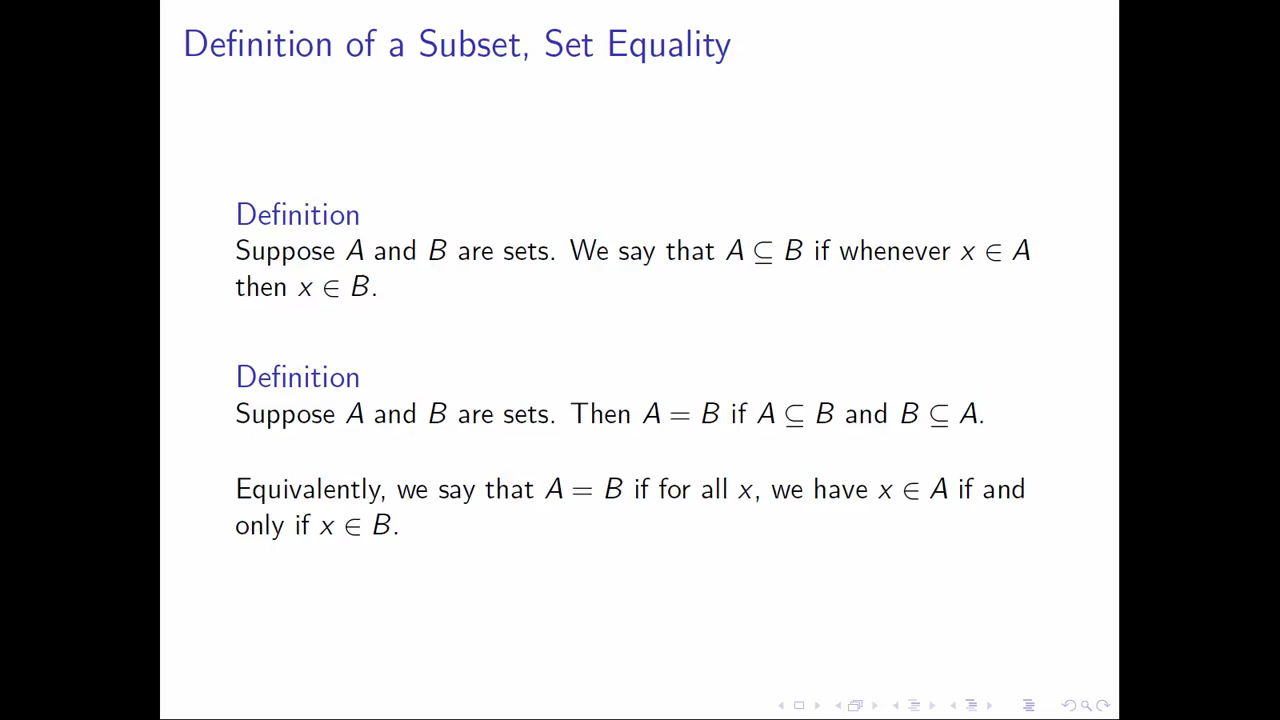 Definition of a Subset, Set Equality
Definition
Suppose A and B are sets. We say that A ⊆ B if whenever x ∈ A
then x ∈ B.
Definition
Suppose A and B are sets. Then A = B if A ⊆ B and B ⊆ A.
Equivalently, we say that A = B if for all x, we have x ∈ A if and
only if x ∈ B.